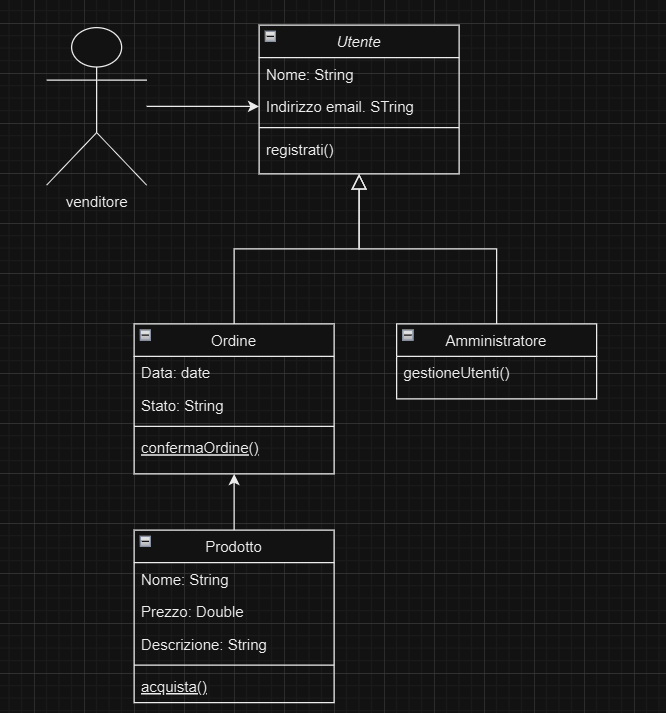 Utente
Nome: String
Indirizzo email. STring
registrati()
venditore
Ordine
Data: date
Stato: String
confermaOrdine()
Amministratore
gestioneUtenti()
Prodotto
Nome: String
Prezzo: Double
Descrizione: String
acquista()